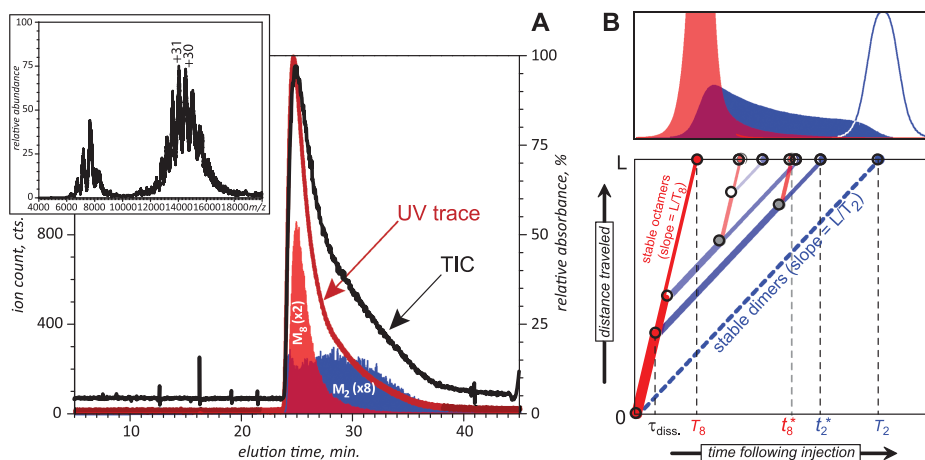 A
B
100
75
50
25
0
relative abundance
+31
+30
4000 6000 8000 10000 14000 18000 m/z
ion count, cts.
800
400
0
UV trace
TIC
M8 (x2)
M2 (x8)
100
75
50
25
0
relative absorbance, %
10 20 30 40
elution time, min.
L
0
distance traveled
stable octamers
(slope = L/T8)
stable dimers (slope = L/T2)
τdiss. T8 t8* t2* T2
time following injection